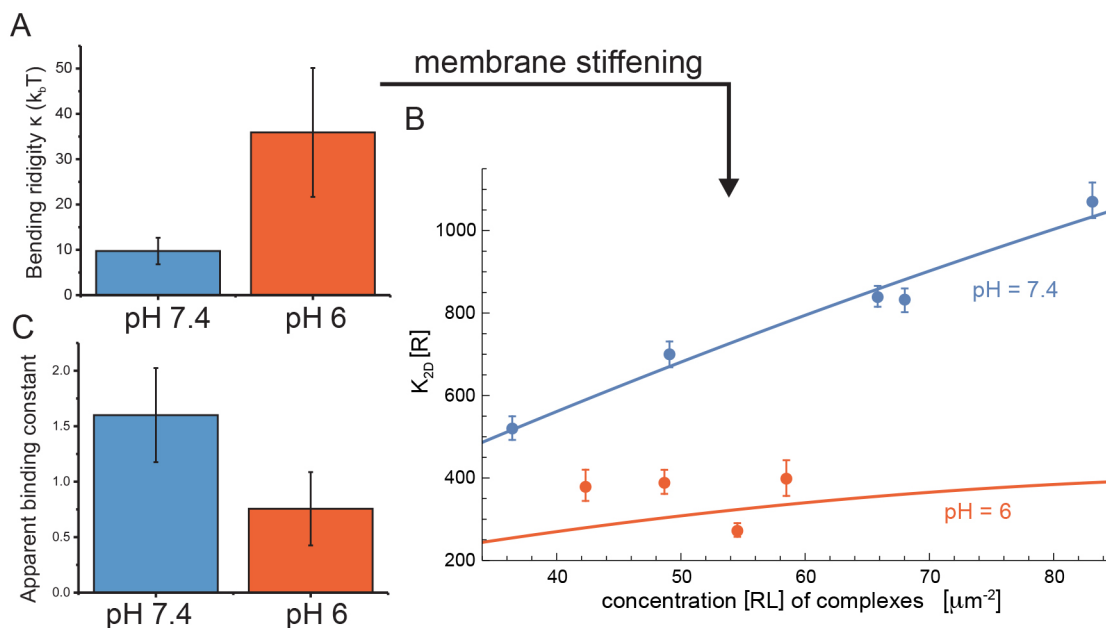 A
Bending ridigity κ (k_bT)
50
40
30
20
10
0
pH 7.4
pH 6
membrane stiffening
B
K_2D [R]
1000
800
600
400
200
pH = 7.4
pH = 6
40
50
60
70
80
concentration [RL] of complexes [μm⁻²]
C
Apparent binding constant
2.0
1.5
1.0
0.5
0.0
pH 7.4
pH 6